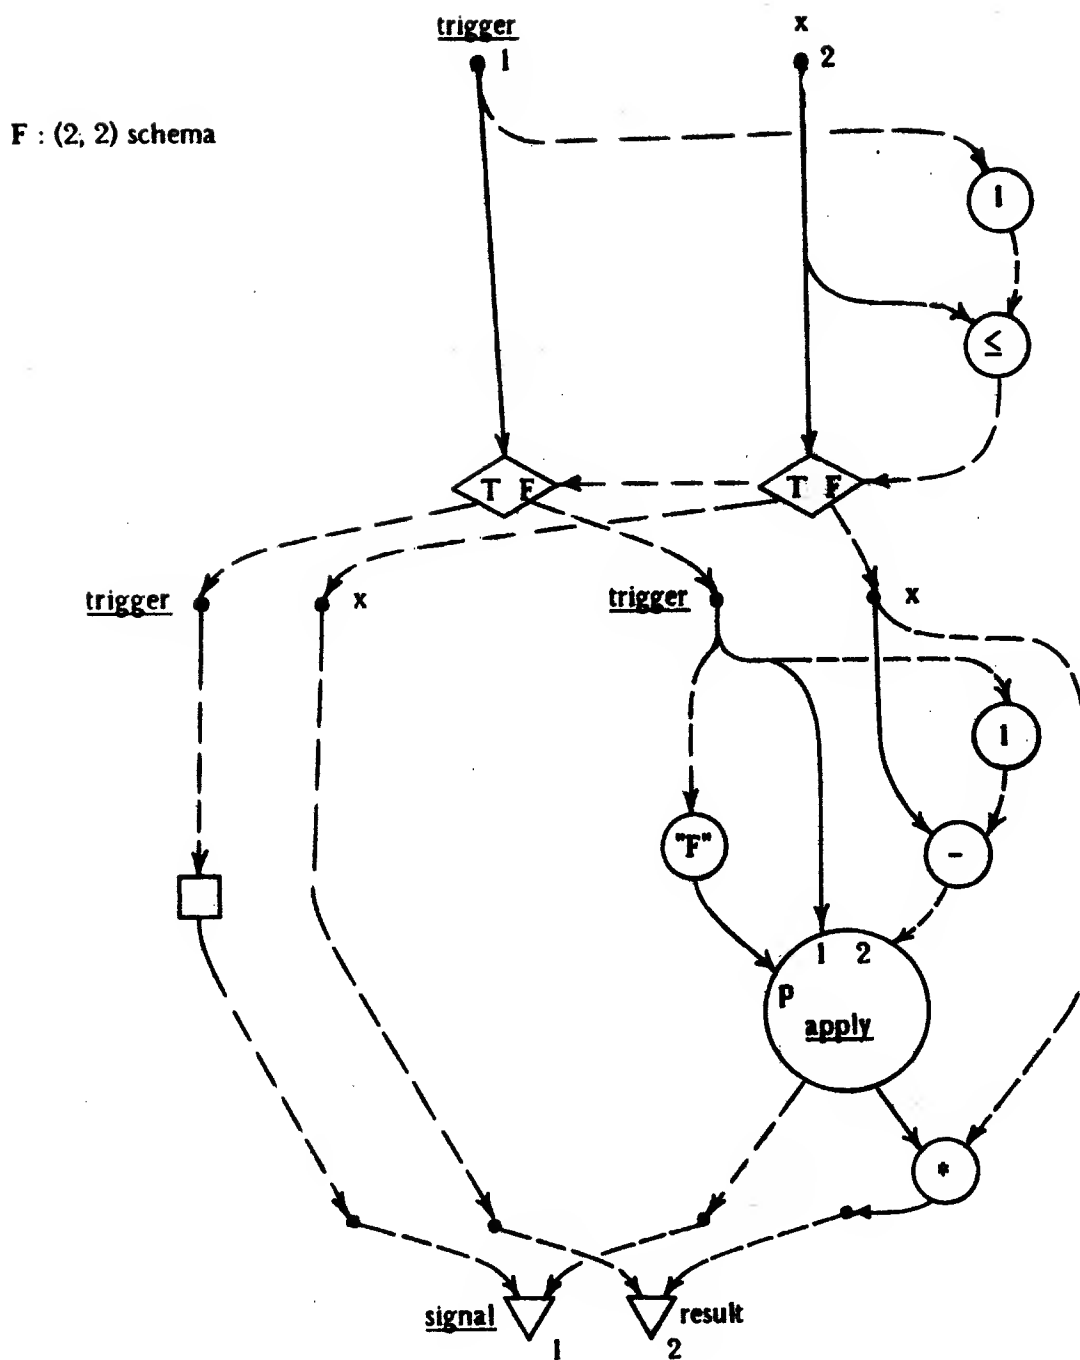 trigger
x
1
2
F : (2, 2) schema
1
≤
T F
T F
trigger
x
trigger
x
1
"F"
-
1 2
P
apply
*
signal
result
1
2